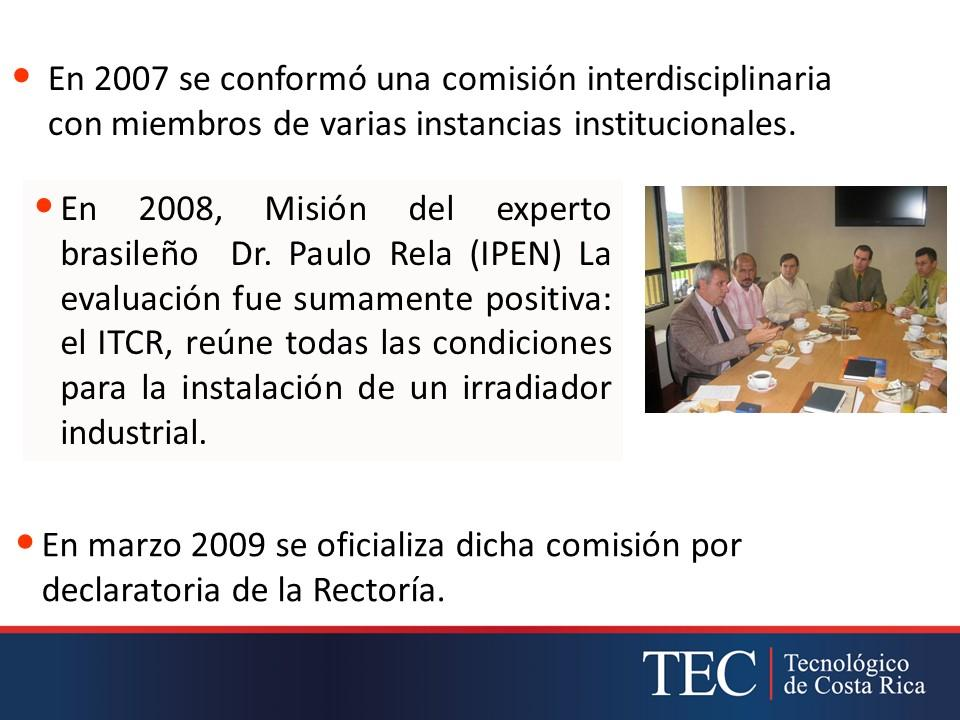 En 2007 se conformó una comisión interdisciplinaria
con miembros de varias instancias institucionales.
En 2008, Misión del experto
brasileño Dr. Paulo Rela (IPEN) La
evaluación fue sumamente positiva:
el ITCR, reúne todas las condiciones
para la instalación de un irradiador
industrial.
En marzo 2009 se oficializa dicha comisión por
declaratoria de la Rectoría.
TEC
Tecnológico
de Costa Rica